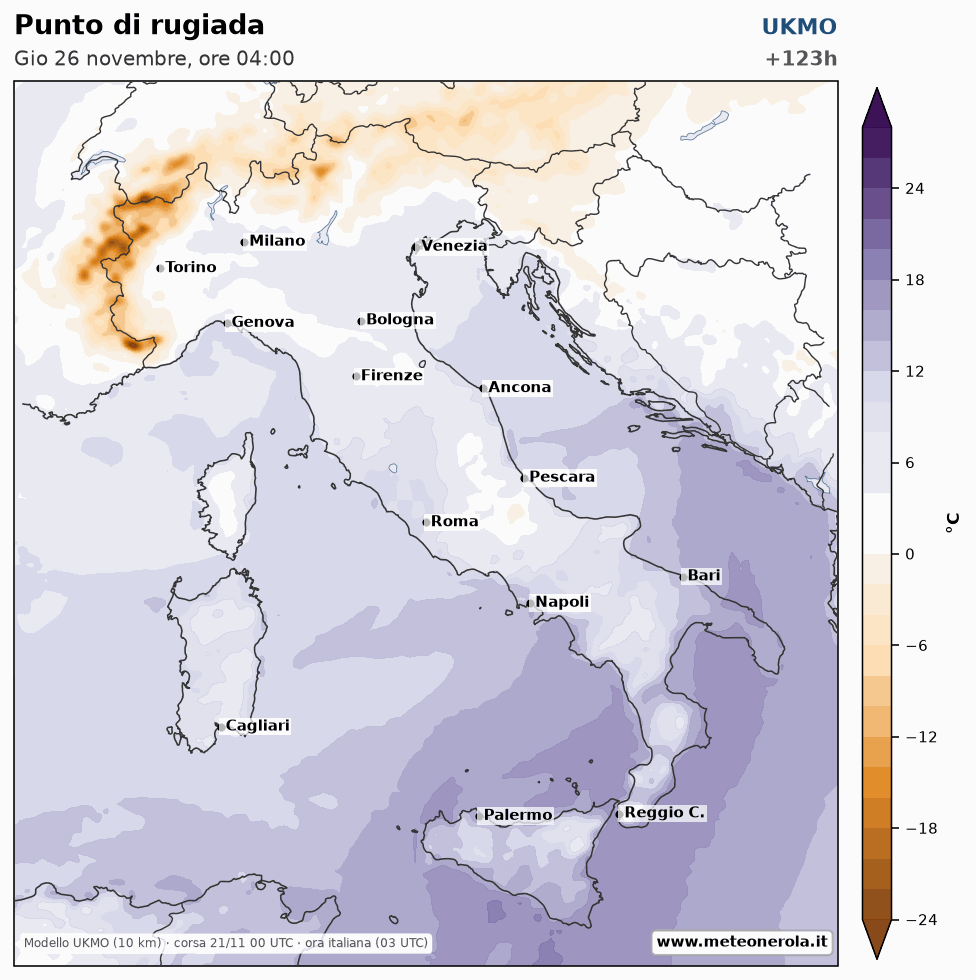 Punto di rugiada
UKMO
Gio 26 novembre, ore 04:00
+123h
Milano
Venezia
Torino
Genova
Bologna
Firenze
Ancona
Pescara
Roma
Bari
Napoli
Cagliari
Palermo
Reggio C.
24
18
12
6
0
−6
−12
−18
−24
°C
Modello UKMO (10 km) · corsa 21/11 00 UTC · ora italiana (03 UTC)
www.meteonerola.it